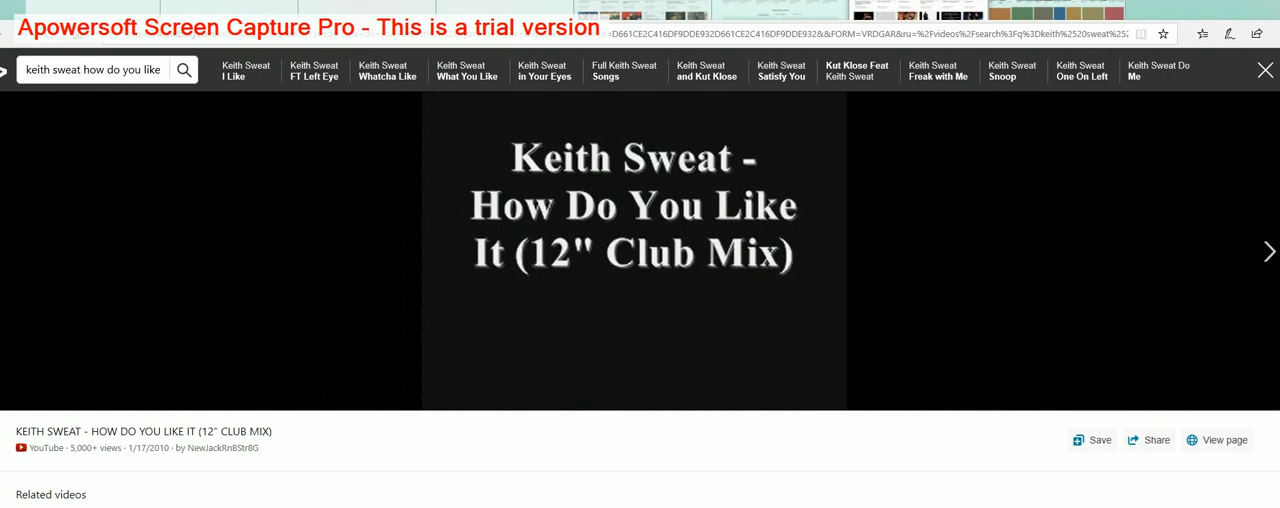 Apowersoft Screen Capture Pro - This is a trial version
=D661CE2C416DF9DDE932D661CE2C416DF9DDE932&&FORM=VRDGAR&ru=%2Fvideos%2Fsearch%3Fq%3Dkeith%2520sweat%252
keith sweat how do you like
Keith Sweat
I Like
Keith Sweat
FT Left Eye
Keith Sweat
Whatcha Like
Keith Sweat
What You Like
Keith Sweat
in Your Eyes
Full Keith Sweat
Songs
Keith Sweat
and Kut Klose
Keith Sweat
Satisfy You
Kut Klose Feat
Keith Sweat
Keith Sweat
Freak with Me
Keith Sweat
Snoop
Keith Sweat
One On Left
Keith Sweat Do
Me
Keith Sweat -
How Do You Like
It (12" Club Mix)
KEITH SWEAT - HOW DO YOU LIKE IT (12" CLUB MIX)
YouTube · 5,000+ views · 1/17/2010 · by NewJackRnBStr8G
Save
Share
View page
Related videos